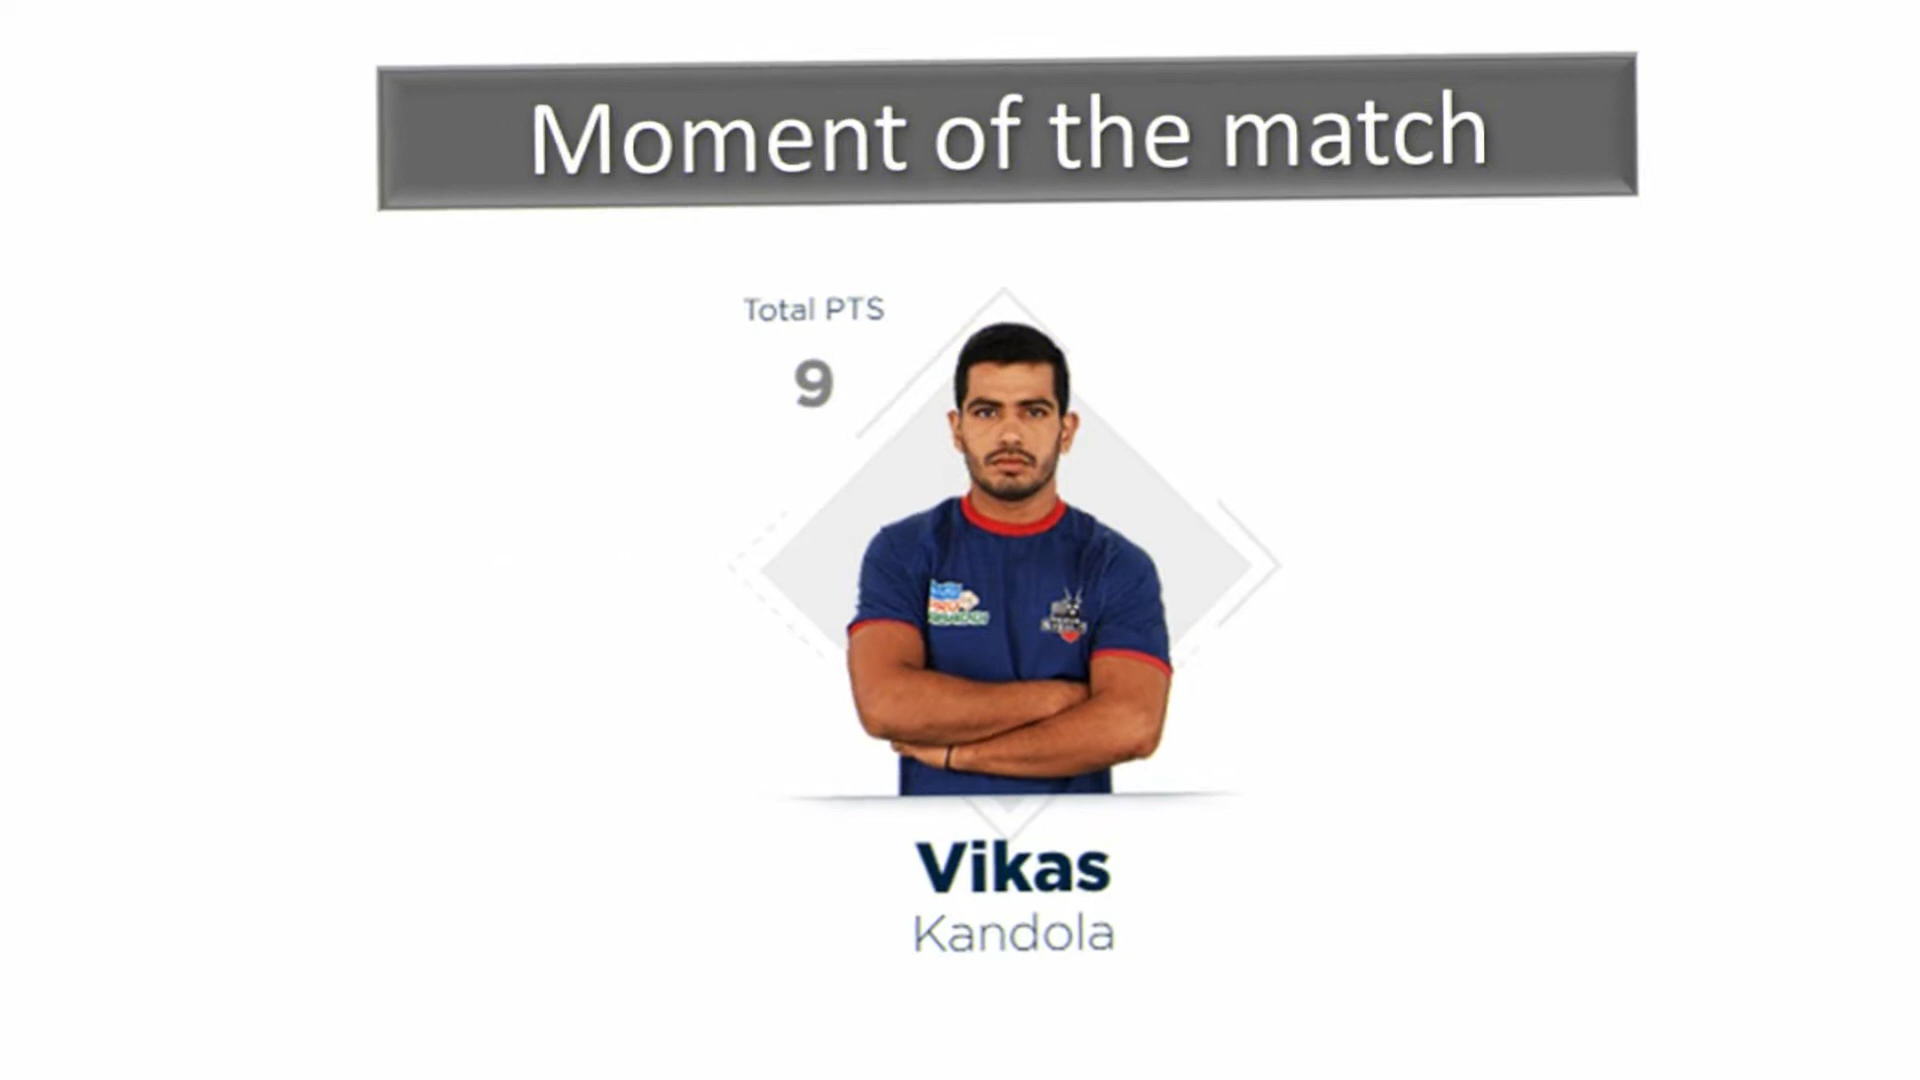 Moment of the match
Total PTS
9
Vikas
Kandola